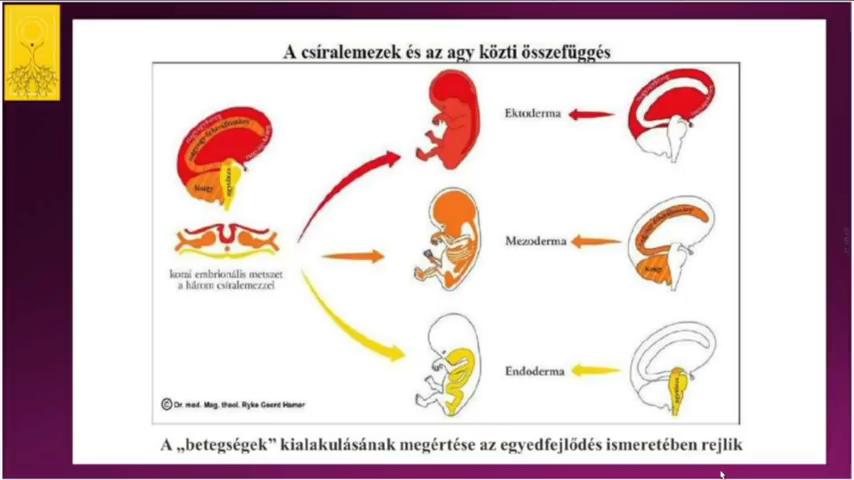 A csíralemezek és az agy közti összefüggés
Ektoderma
Mezoderma
Kisagy
korai embrionális metszet
a három csíralemezzel
Endoderma
© Dr. med. Mag. theol. Ryke Geerd Hamer
A „betegségek” kialakulásának megértése az egyedfejlődés ismeretében rejlik